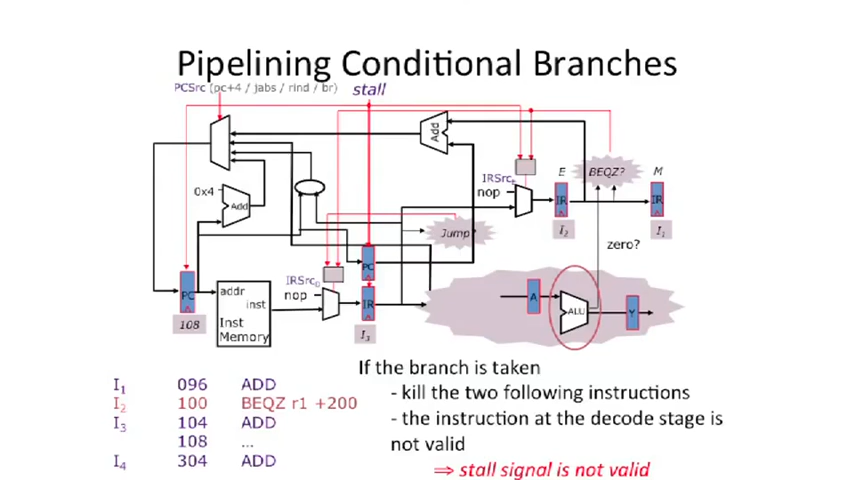 Pipelining Conditional Branches
PCSrc (pc+4 / jabs / rind / br)
stall
Add
E
M
BEQZ?
IRSrcE
nop
IR
IR
0x4
Add
I2
I1
Jump
zero?
PC
IRSrcD
nop
PC
addr
inst
Inst
Memory
IR
A
ALU
Y
108
I3
If the branch is taken
- kill the two following instructions
- the instruction at the decode stage is
not valid
⇒ stall signal is not valid
I1 096 ADD
I2 100 BEQZ r1 +200
I3 104 ADD
108 ...
I4 304 ADD